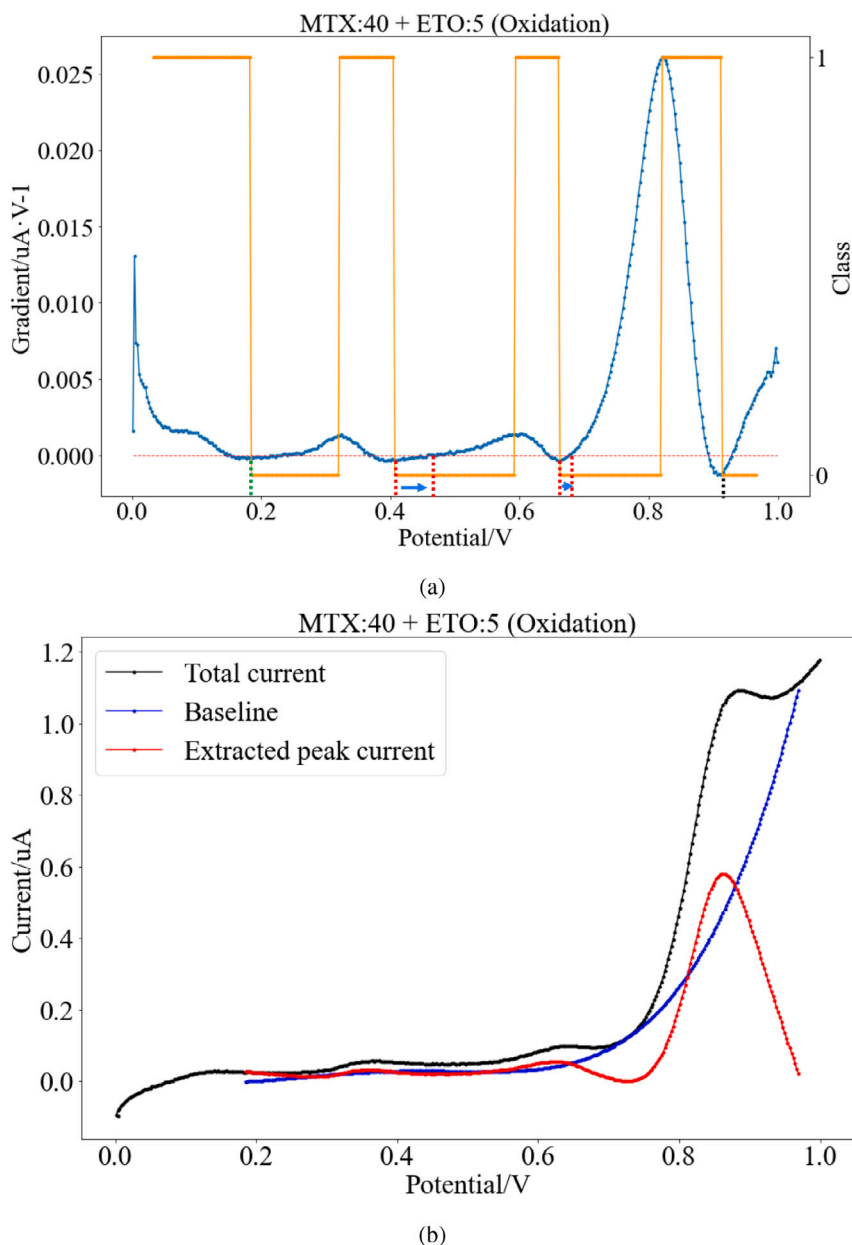 MTX:40 + ETO:5 (Oxidation)
0.025
0.020
0.015
0.010
0.005
0.000
Gradient/uA·V-1
1
0
Class
0.0 0.2 0.4 0.6 0.8 1.0
Potential/V
(a)
MTX:40 + ETO:5 (Oxidation)
Total current
Baseline
Extracted peak current
1.2
1.0
0.8
0.6
0.4
0.2
0.0
Current/uA
0.0 0.2 0.4 0.6 0.8 1.0
Potential/V
(b)